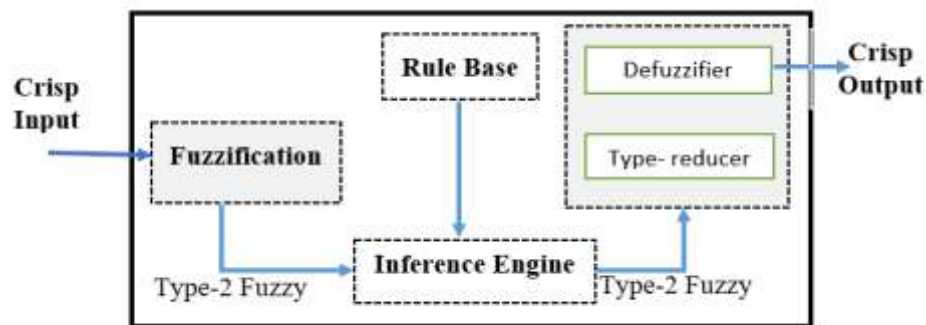 Crisp
Input
Fuzzification
Type-2 Fuzzy
Rule Base
Inference Engine
Type-2 Fuzzy
Defuzzifier
Type- reducer
Crisp
Output